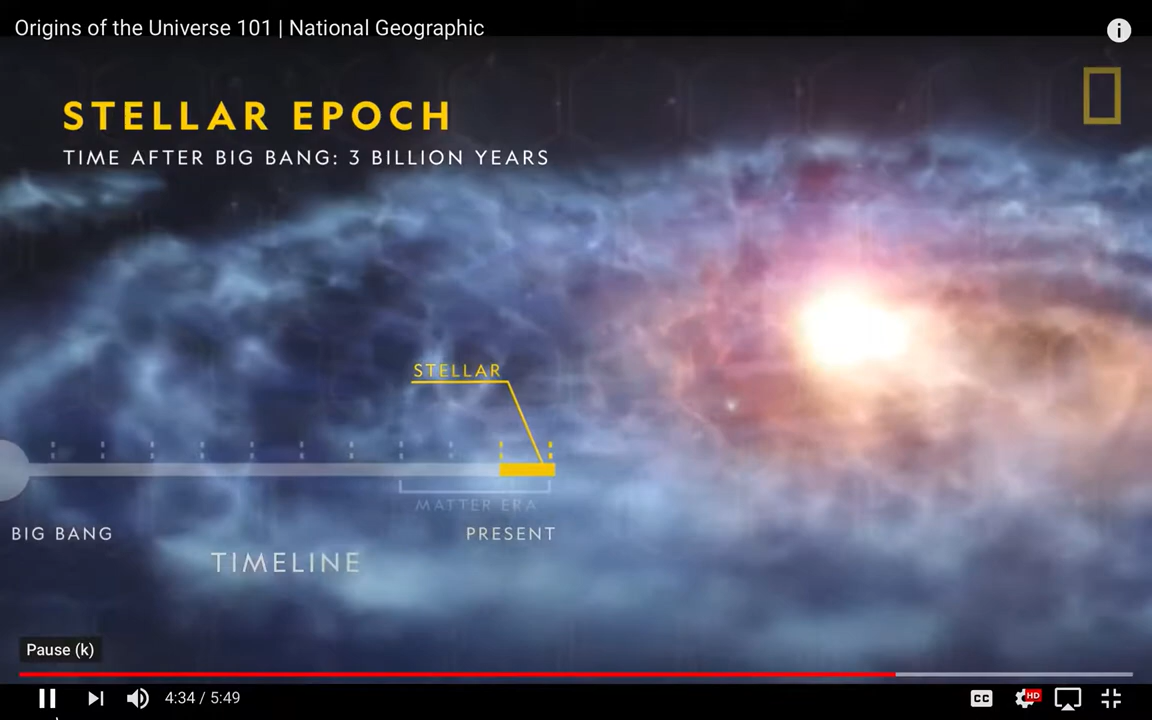 Origins of the Universe 101 | National Geographic
STELLAR EPOCH
TIME AFTER BIG BANG: 3 BILLION YEARS
STELLAR
MATTER ERA
BIG BANG
PRESENT
TIMELINE
Pause (k)
4:34 / 5:49
CC
HD